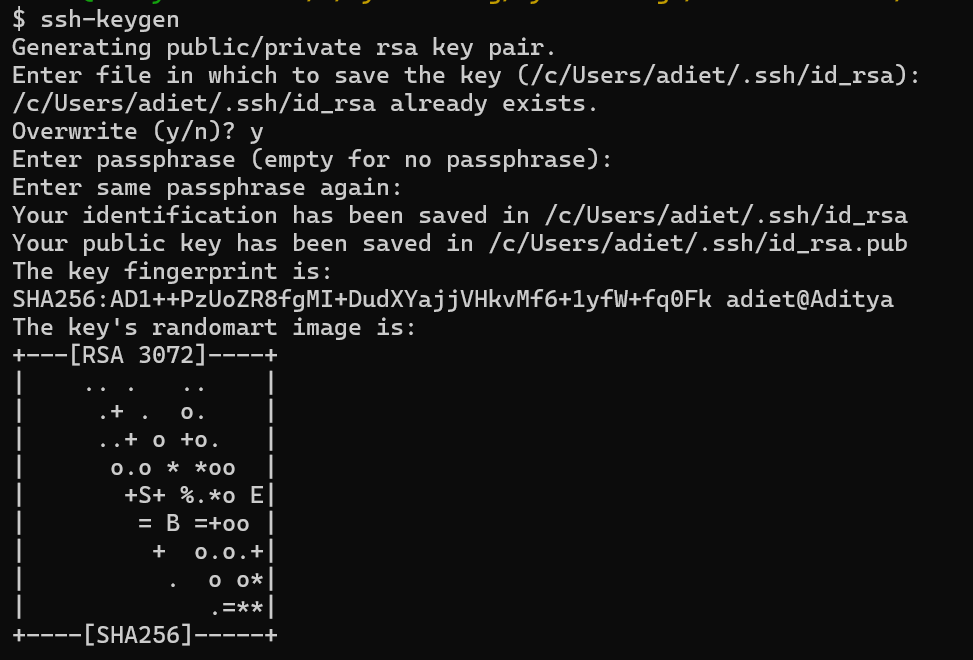 $ ssh-keygen
Generating public/private rsa key pair.
Enter file in which to save the key (/c/Users/adiet/.ssh/id_rsa):
/c/Users/adiet/.ssh/id_rsa already exists.
Overwrite (y/n)? y
Enter passphrase (empty for no passphrase):
Enter same passphrase again:
Your identification has been saved in /c/Users/adiet/.ssh/id_rsa
Your public key has been saved in /c/Users/adiet/.ssh/id_rsa.pub
The key fingerprint is:
SHA256:AD1++PzUoZR8fgMI+DudXYajjVHkvMf6+1yfW+fq0Fk adiet@Aditya
The key's randomart image is:
+---[RSA 3072]----+
|    .. .   ..    |
|     .+ .  o.    |
|     ..+ o +o.   |
|      o.o * *oo  |
|       +S+ %.*o E|
|        = B =+oo |
|         +  o.o.+|
|          .  o o*|
|             .=**|
+----[SHA256]-----+